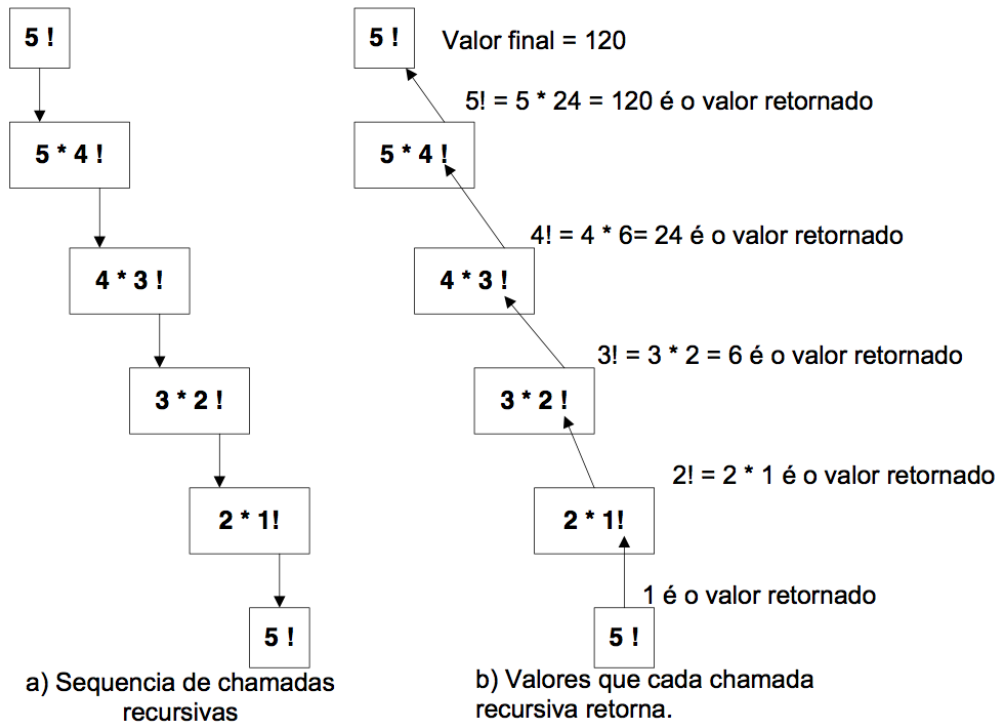 5 !
5 * 4 !
4 * 3 !
3 * 2 !
2 * 1!
5 !
a) Sequencia de chamadas
recursivas
5 !
Valor final = 120
5! = 5 * 24 = 120 é o valor retornado
5 * 4 !
4! = 4 * 6= 24 é o valor retornado
4 * 3 !
3! = 3 * 2 = 6 é o valor retornado
3 * 2 !
2! = 2 * 1 é o valor retornado
2 * 1!
1 é o valor retornado
5 !
b) Valores que cada chamada
recursiva retorna.